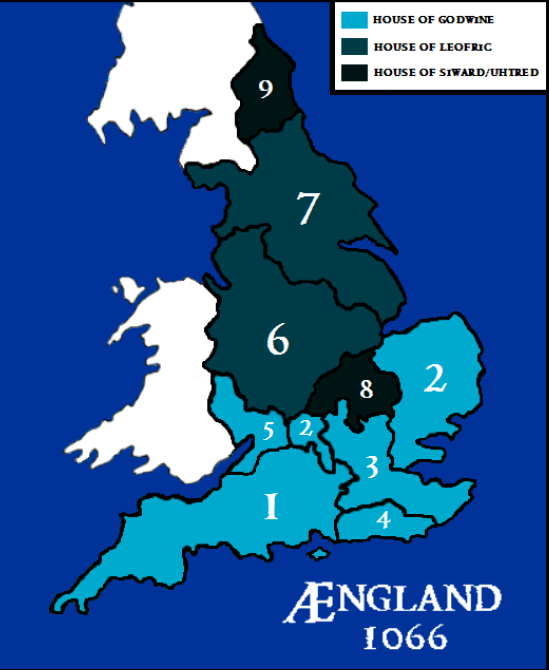 HOUSE OF GODWINE
HOUSE OF LEOFRIC
HOUSE OF SIWARD/UHTRED
9
7
6
8
2
5
2
3
1
4
ÆNGLAND
1066